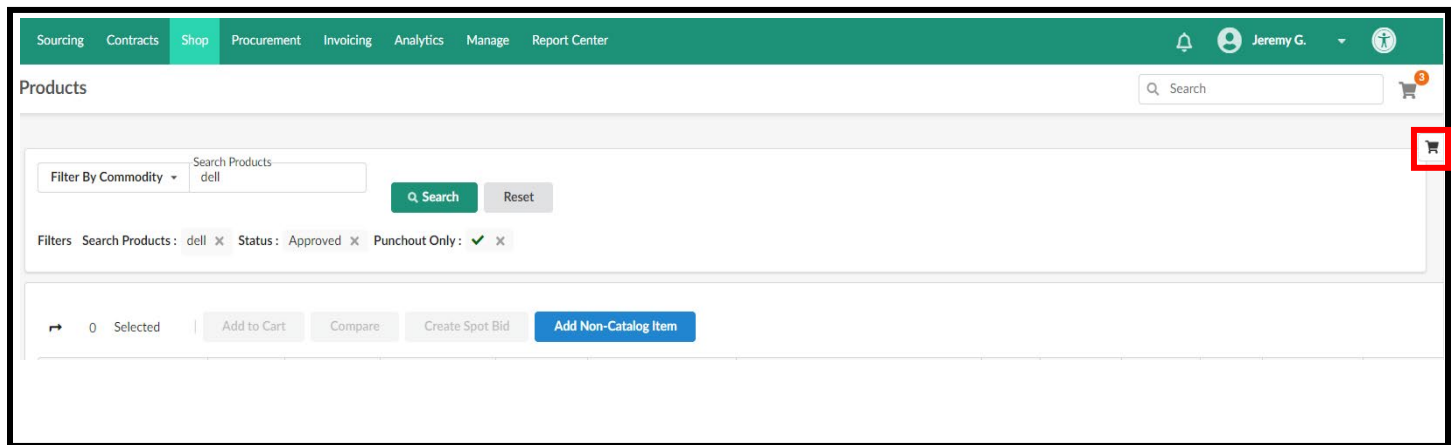 Sourcing Contracts Shop Procurement Invoicing Analytics Manage Report Center Jeremy G.
Products Search 3
Search Products
Filter By Commodity dell
Search Reset
Filters Search Products : dell Status : Approved Punchout Only :
0 Selected Add to Cart Compare Create Spot Bid Add Non-Catalog Item